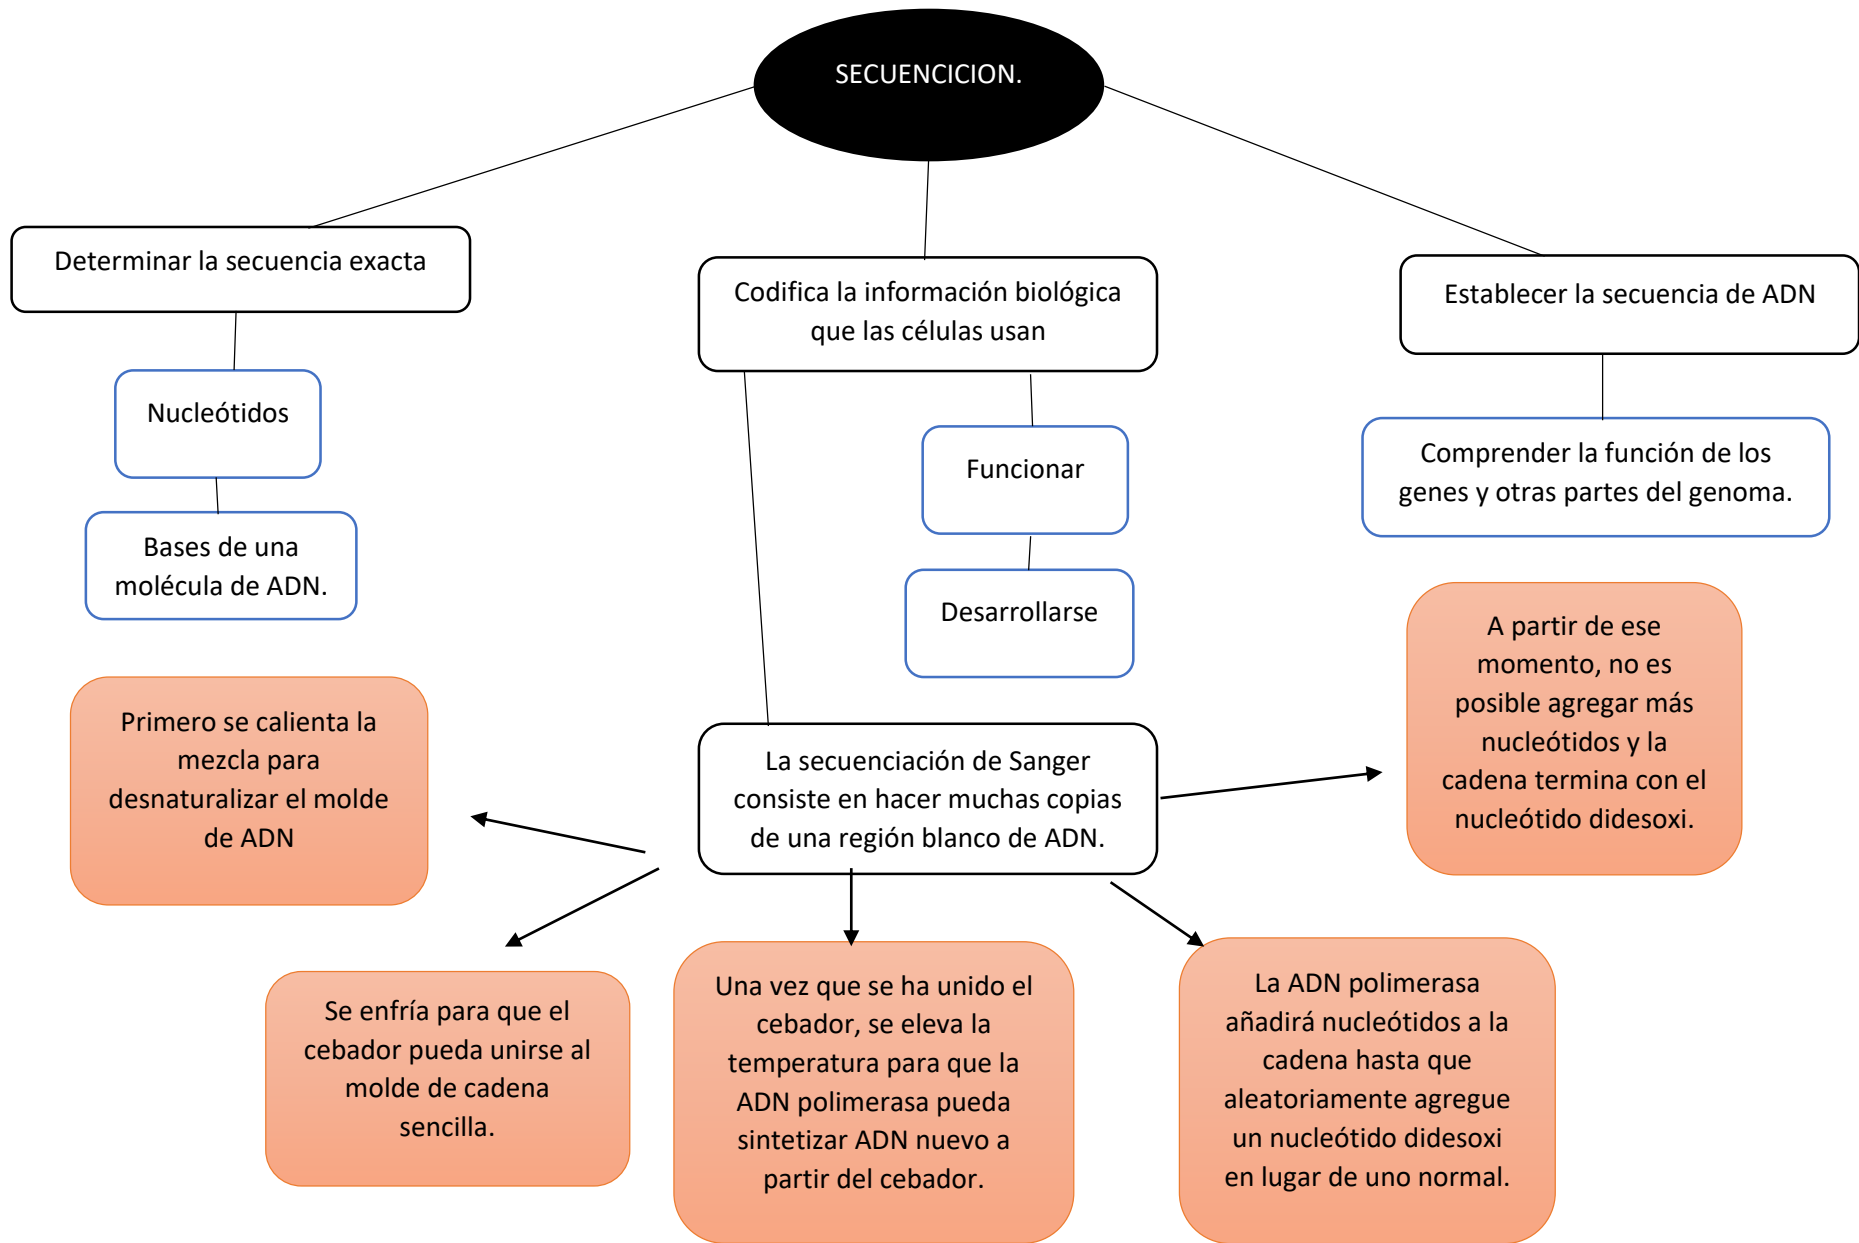 SECUENCICION.
Determinar la secuencia exacta
Nucleótidos
Bases de una
molécula de ADN.
Codifica la información biológica
que las células usan
Funcionar
Desarrollarse
Establecer la secuencia de ADN
Comprender la función de los
genes y otras partes del genoma.
La secuenciación de Sanger
consiste en hacer muchas copias
de una región blanco de ADN.
Primero se calienta la
mezcla para
desnaturalizar el molde
de ADN
Se enfría para que el
cebador pueda unirse al
molde de cadena
sencilla.
Una vez que se ha unido el
cebador, se eleva la
temperatura para que la
ADN polimerasa pueda
sintetizar ADN nuevo a
partir del cebador.
La ADN polimerasa
añadirá nucleótidos a la
cadena hasta que
aleatoriamente agregue
un nucleótido didesoxi
en lugar de uno normal.
A partir de ese
momento, no es
posible agregar más
nucleótidos y la
cadena termina con el
nucleótido didesoxi.